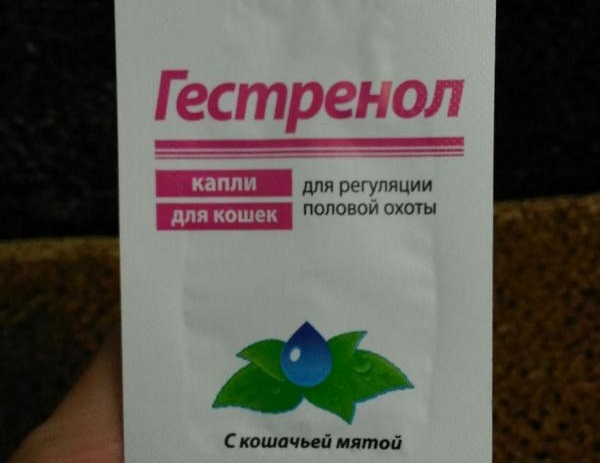 Гестренол
капли
для кошек
для регуляции
половой охоты
С кошачьей мятой